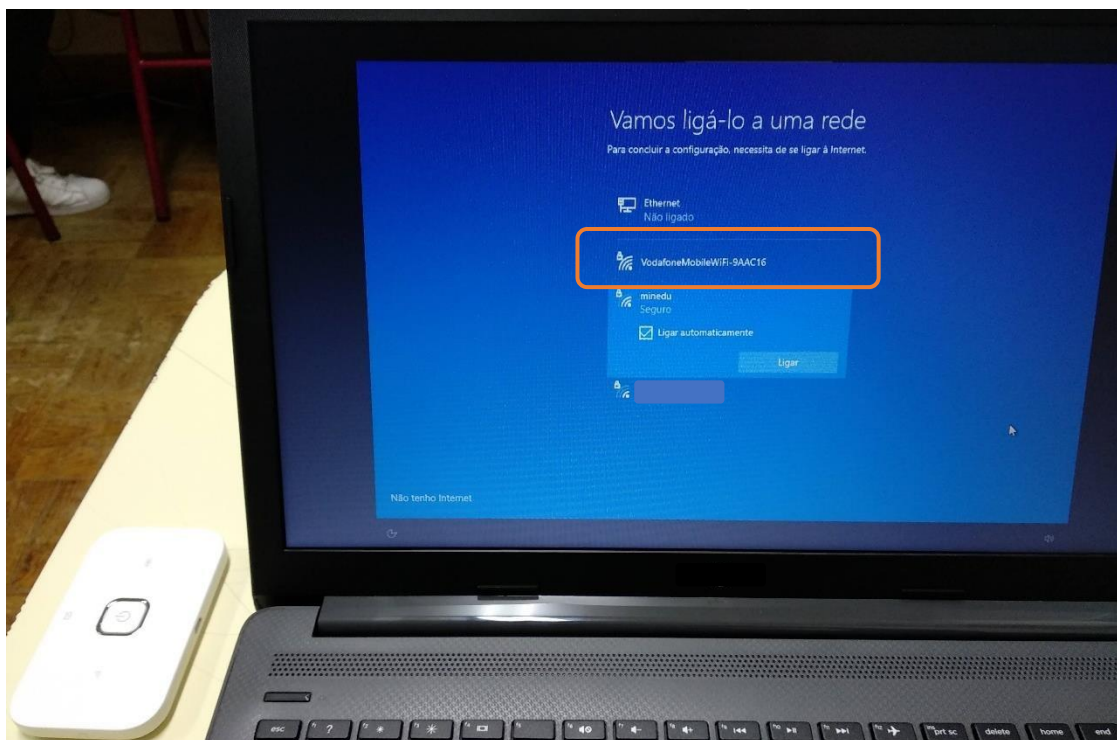 Vamos ligá-lo a uma rede
Para concluir a configuração, necessita de se ligar à Internet.
Ethernet
Não ligado
VodafoneMobileWiFi-9AAC16
minedu
Seguro
Ligar automaticamente
Ligar
Não tenho Internet
esc ? prt sc delete home end